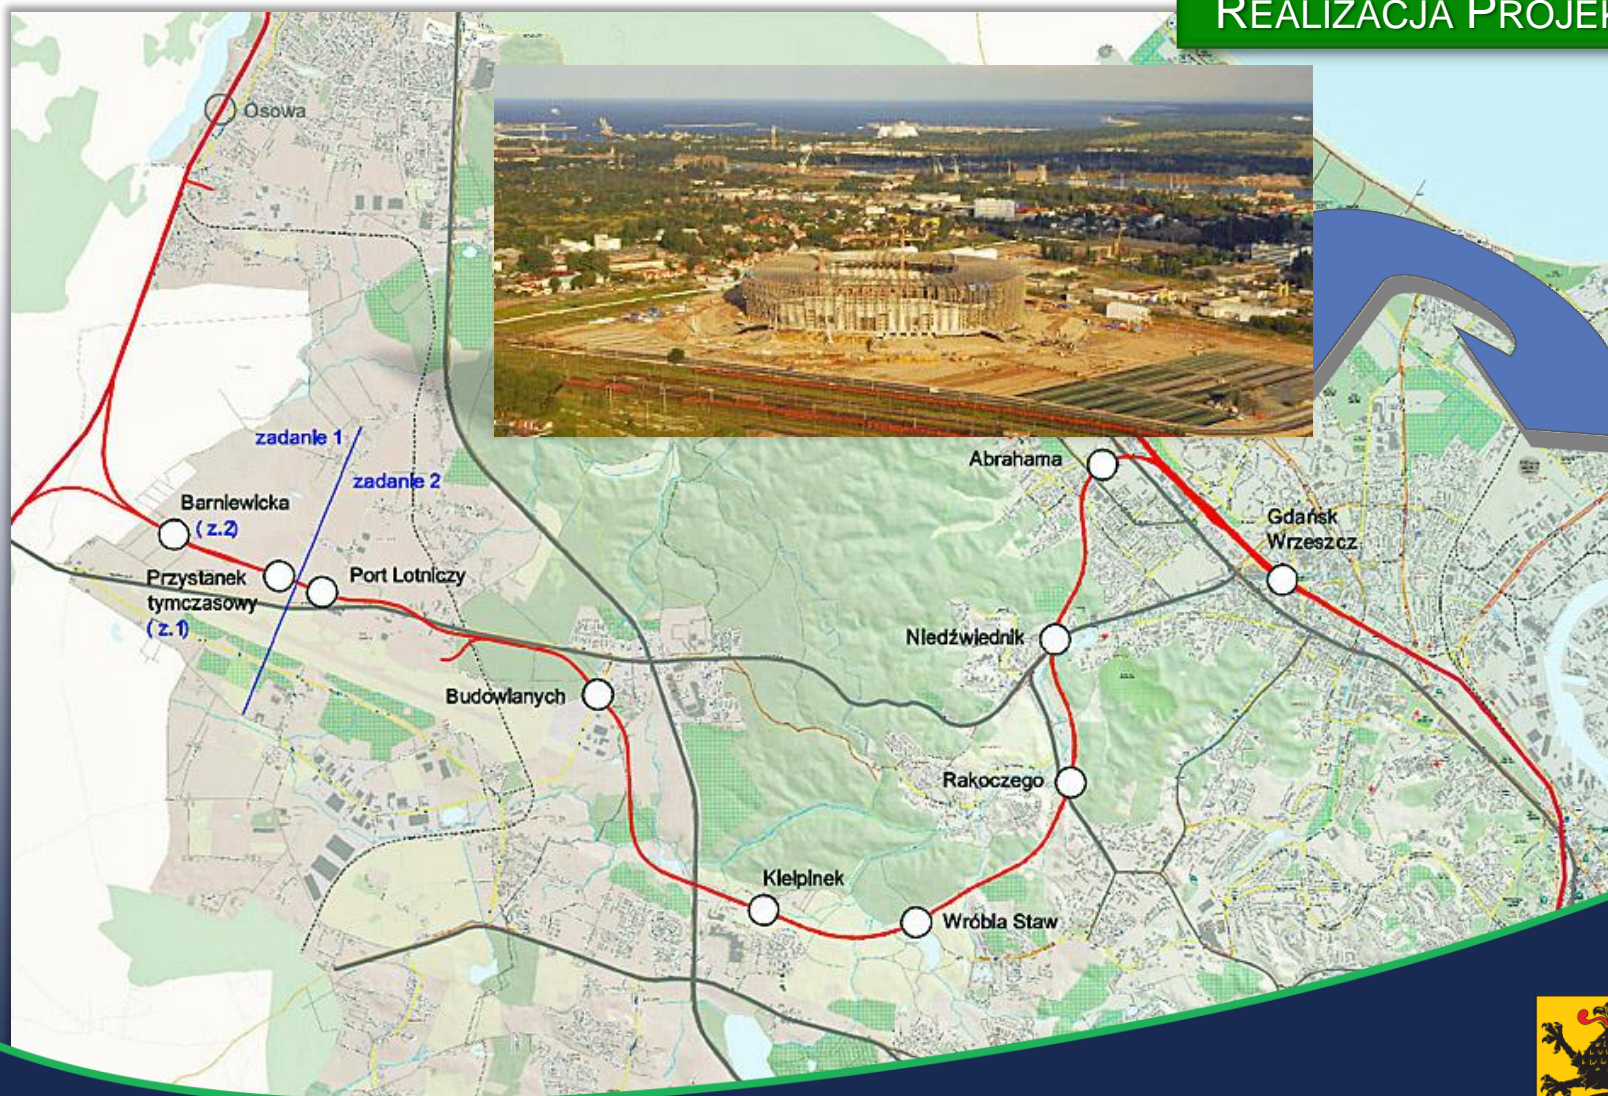 REALIZACJA PROJEK
Osowa
zadanie 1
zadanie 2
Barniewicka
( z.2)
Przystanek
tymczasowy
( z.1)
Port Lotniczy
Budowlanych
Kiełpinek
Wróbla Staw
Rakoczego
Niedźwiednik
Abrahama
Gdańsk
Wrzeszcz